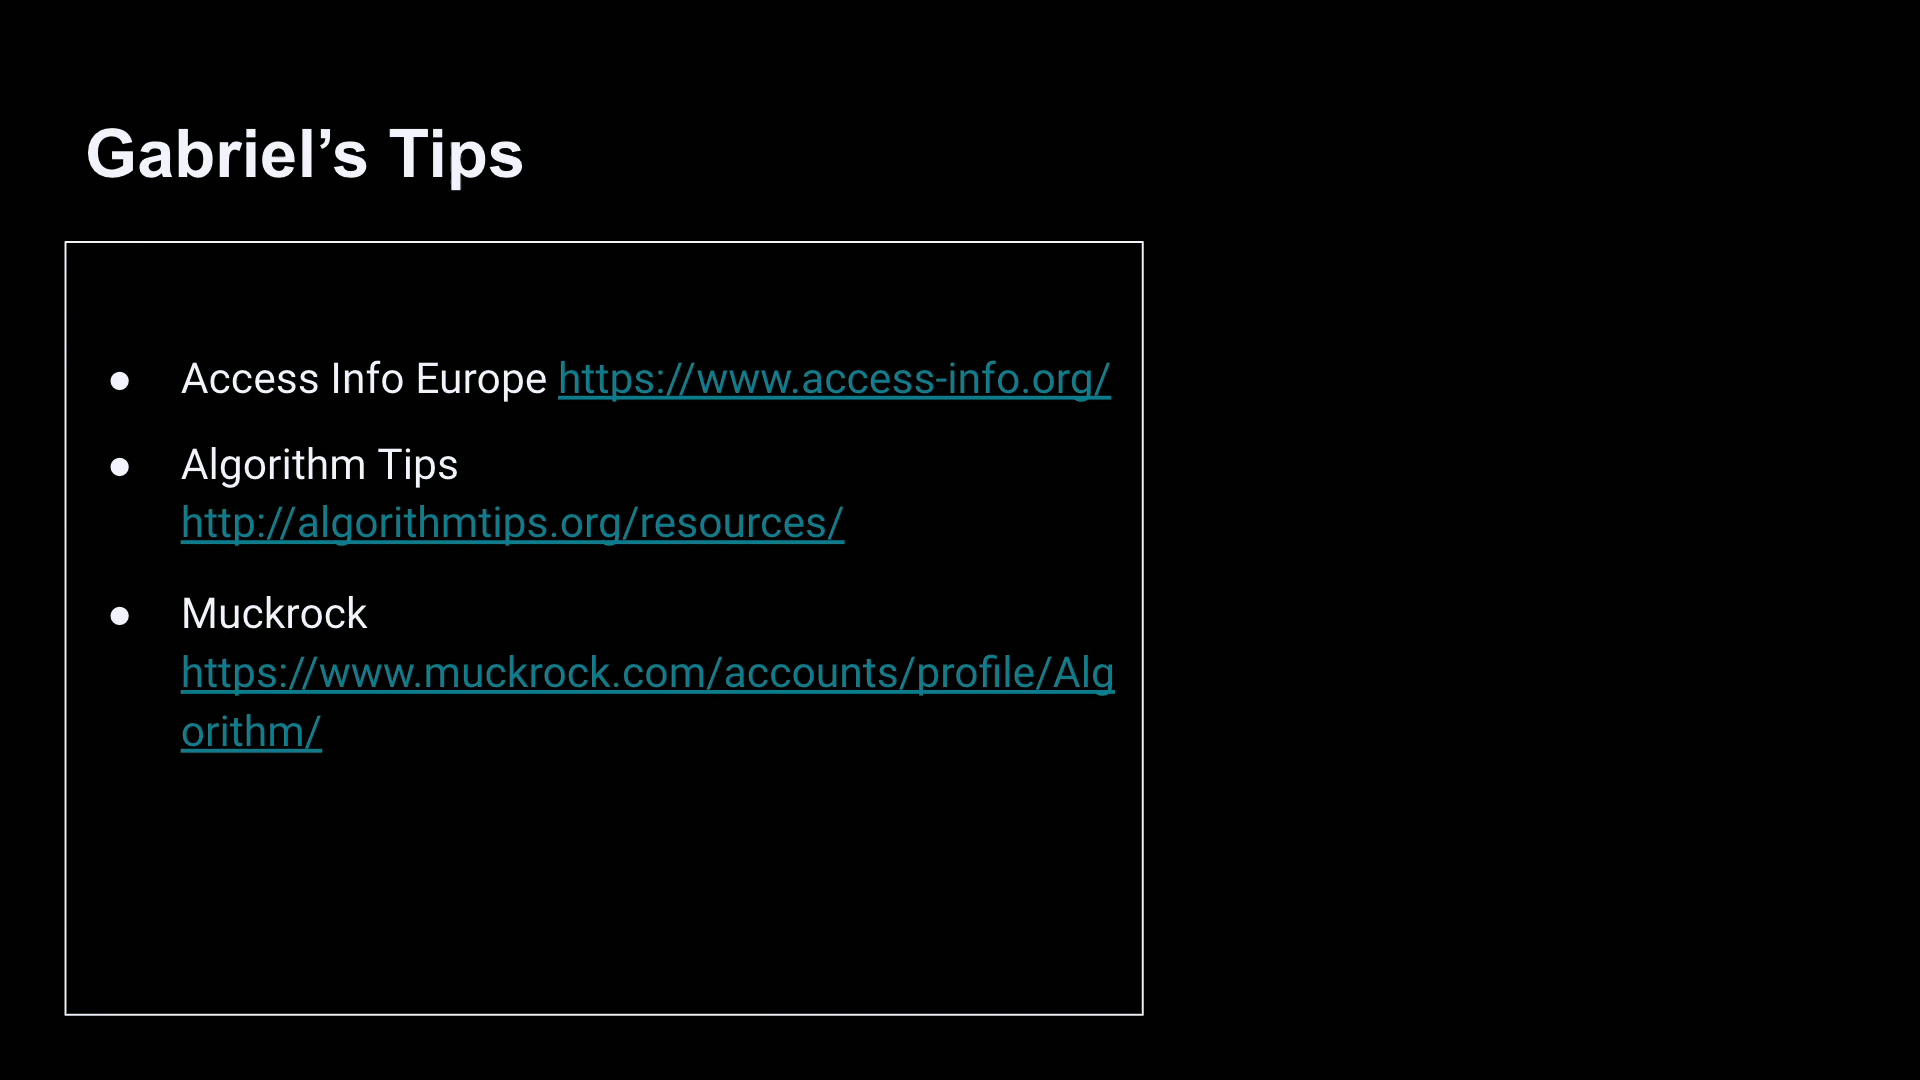 Gabriel’s Tips
● Access Info Europe https://www.access-info.org/
● Algorithm Tips
http://algorithmtips.org/resources/
● Muckrock
https://www.muckrock.com/accounts/profile/Alg
orithm/